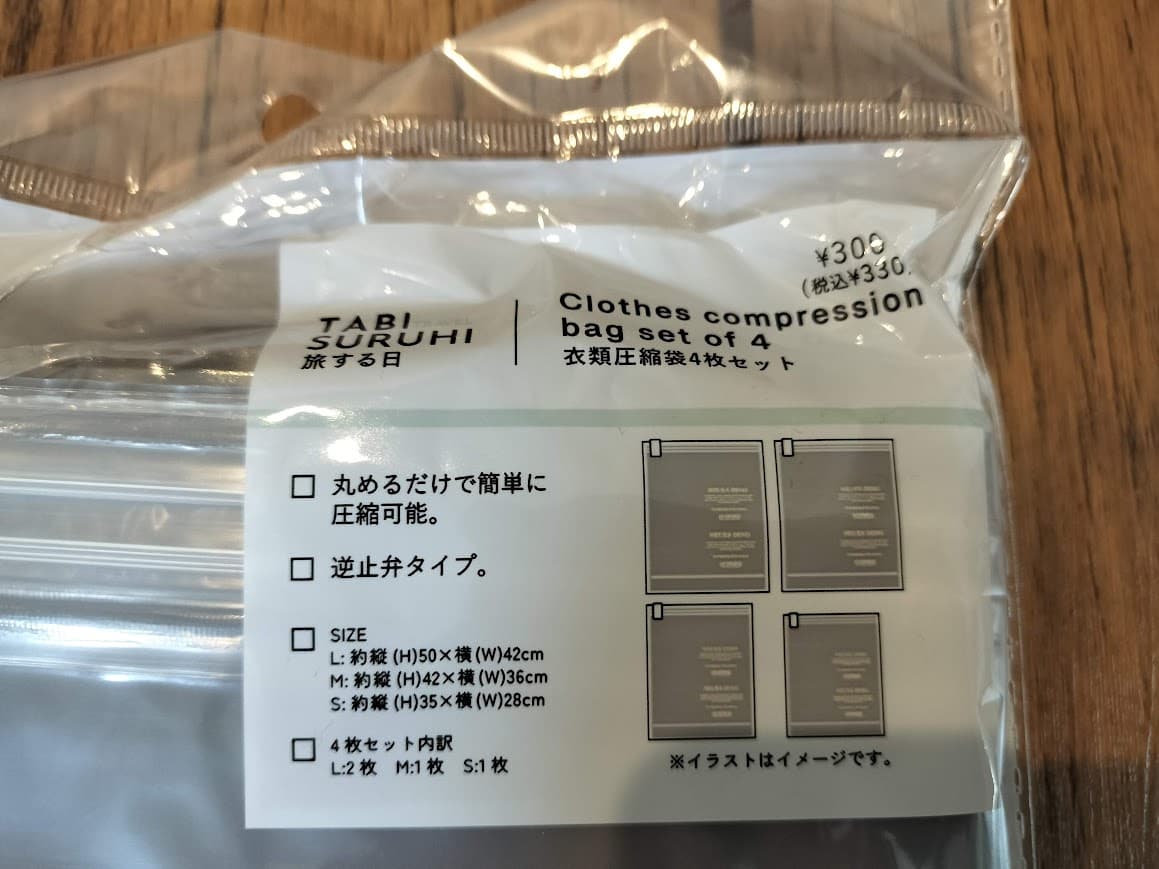 ¥300
(税込¥330)
TABI
SURUHI
旅する日
Clothes compression
bag set of 4
衣類圧縮袋4枚セット
丸めるだけで簡単に
圧縮可能。
逆止弁タイプ。
SIZE
L: 約縦 (H)50×横 (W)42cm
M: 約縦 (H)42×横 (W)36cm
S: 約縦 (H)35×横 (W)28cm
4枚セット内訳
L:2枚 M:1枚 S:1枚
※イラストはイメージです。